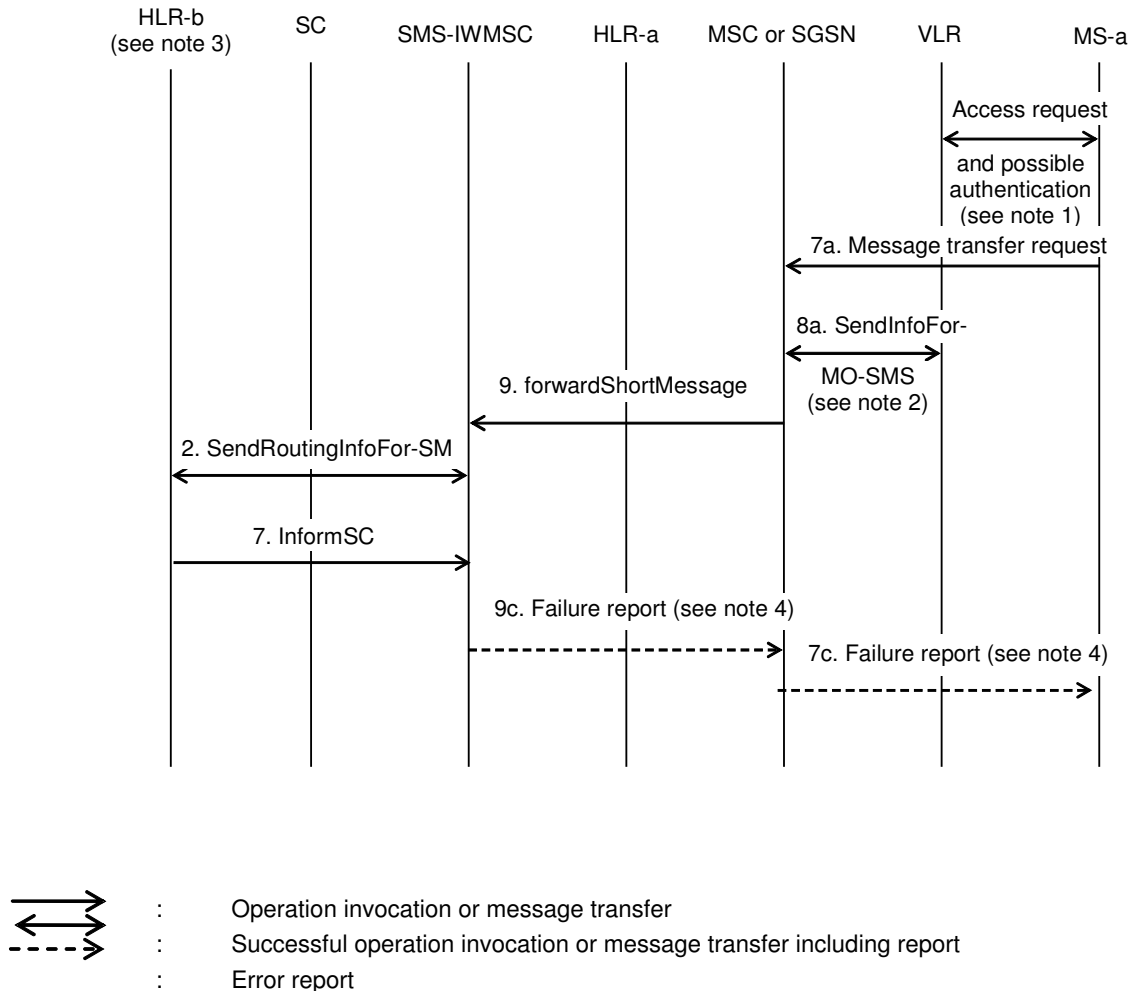 HLR-b
(see note 3)
SC
SMS-IWMSC
HLR-a
MSC or SGSN
VLR
MS-a
Access request
and possible
authentication
(see note 1)
7a. Message transfer request
8a. SendInfoFor-
MO-SMS
(see note 2)
9. forwardShortMessage
2. SendRoutingInfoFor-SM
7. InformSC
9c. Failure report (see note 4)
7c. Failure report (see note 4)
: Operation invocation or message transfer
: Successful operation invocation or message transfer including report
: Error report